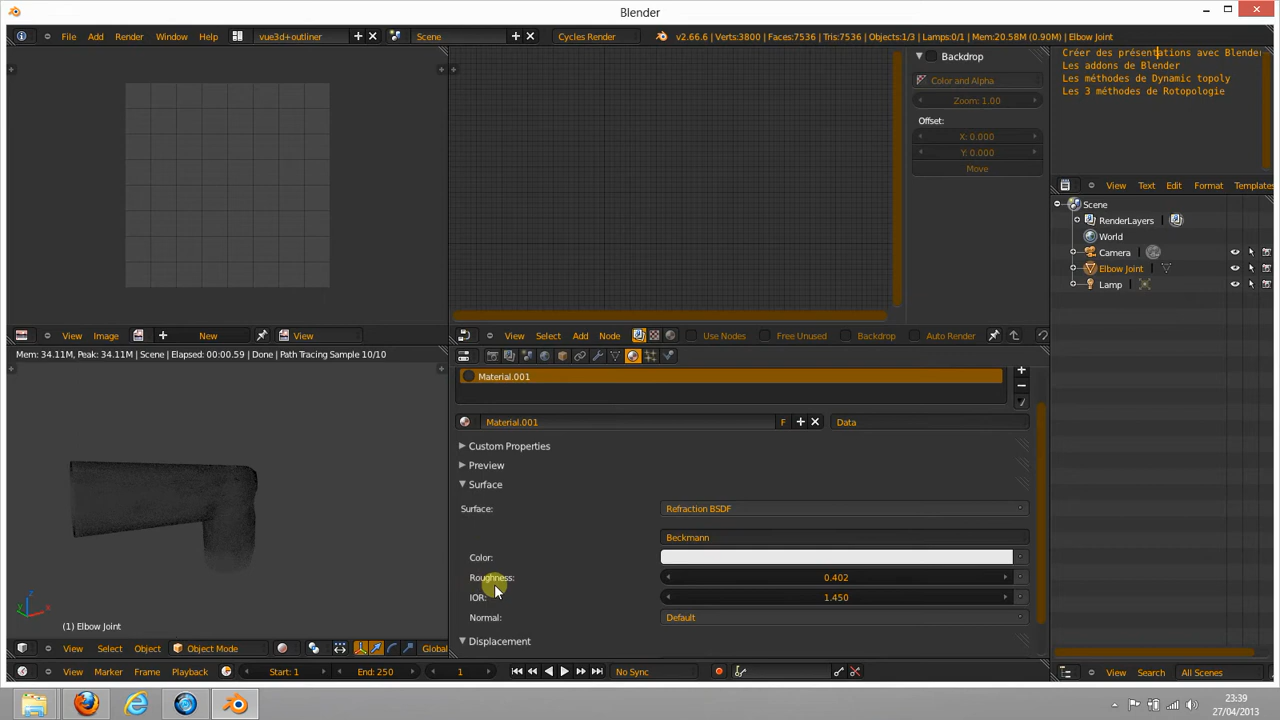 Blender
File Add Render Window Help vue3d+outliner Scene Cycles Render v2.66.6 | Verts:3800 | Faces:7536 | Tris:7536 | Objects:1/3 | Lamps:0/1 | Mem:20.58M (0.90M) | Elbow Joint
Backdrop
Color and Alpha
Zoom: 1.00
Offset:
X: 0.000
Y: 0.000
Move
Créer des présentations avec Blender
Les addons de Blender
Les méthodes de Dynamic topoly
Les 3 méthodes de Rotopologie
View Text Edit Format Templates
Scene
RenderLayers
World
Camera
Elbow Joint
Lamp
View Image New View
View Select Add Node Use Nodes Free Unused Backdrop Auto Render
Mem: 34.11M, Peak: 34.11M | Scene | Elapsed: 00:00.59 | Done | Path Tracing Sample 10/10
Material.001
Material.001 F Data
Custom Properties
Preview
Surface
Surface: Refraction BSDF
Beckmann
Color:
Roughness: 0.402
IOR: 1.450
Normal: Default
Displacement
z
x
(1) Elbow Joint
View Select Object Object Mode Global
View Marker Frame Playback Start: 1 End: 250 1 No Sync
View Search All Scenes
23:39
27/04/2013